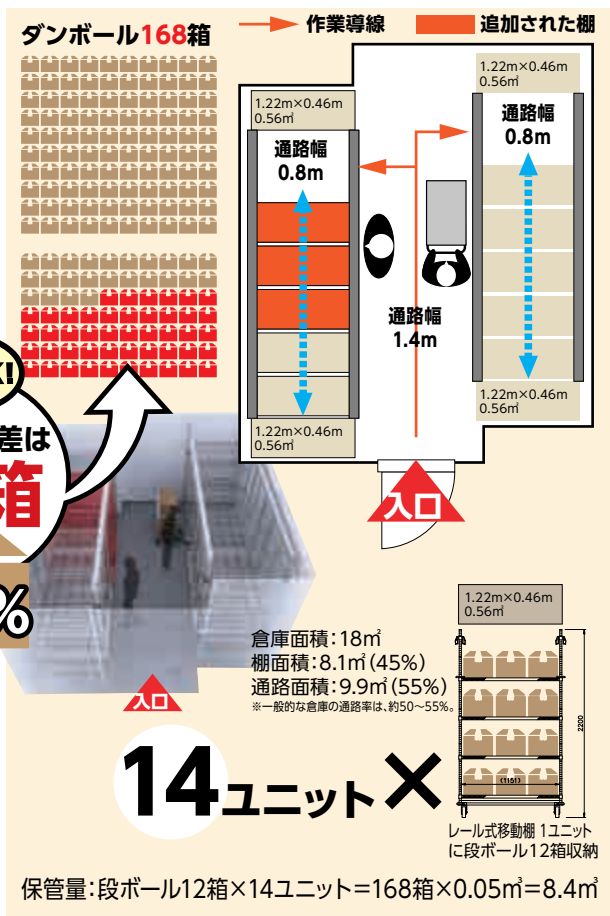 ダンボール168箱
作業導線
追加された棚
1.22m×0.46m
0.56㎡
通路幅
0.8m
1.22m×0.46m
0.56㎡
通路幅
0.8m
通路幅
1.4m
1.22m×0.46m
0.56㎡
1.22m×0.46m
0.56㎡
入口
差は
箱
%
入口
倉庫面積:18㎡
棚面積:8.1㎡(45%)
通路面積:9.9㎡(55%)
※一般的な倉庫の通路率は、約50~55%。
1.22m×0.46m
0.56㎡
2200
(1151)
14ユニット×
レール式移動棚 1ユニット
に段ボール12箱収納
保管量:段ボール12箱×14ユニット=168箱×0.05㎥=8.4㎥